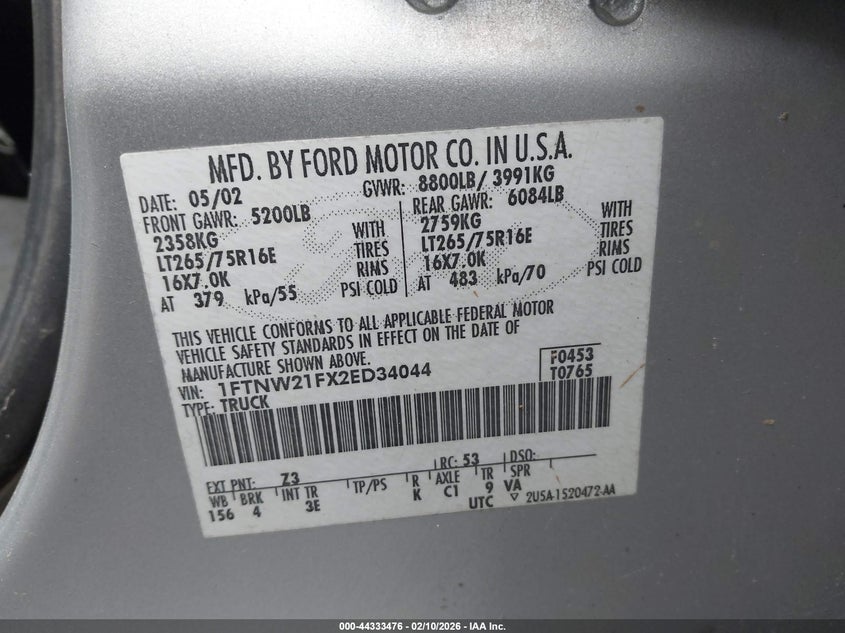 MFD. BY FORD MOTOR CO. IN U.S.A.
DATE: 05/02 GVWR: 8800LB/ 3991KG
FRONT GAWR: 5200LB REAR GAWR: 6084LB
2358KG WITH 2759KG WITH
LT265/75R16E TIRES LT265/75R16E TIRES
16X7.0K RIMS 16X7.0K RIMS
AT 379 kPa/55 PSI COLD AT 483 kPa/70 PSI COLD
THIS VEHICLE CONFORMS TO ALL APPLICABLE FEDERAL MOTOR
VEHICLE SAFETY STANDARDS IN EFFECT ON THE DATE OF
MANUFACTURE SHOWN ABOVE.
VIN: 1FTNW21FX2ED34044 F0453
TYPE: TRUCK T0765
EXT PNT: Z3 RC: 53 DSO:
WB BRK INT TR TP/PS R AXLE TR SPR
156 4 3E K C1 9 VA
UTC ▽ 2U5A-1520472-AA
000-44333476 - 02/10/2026 - IAA Inc.